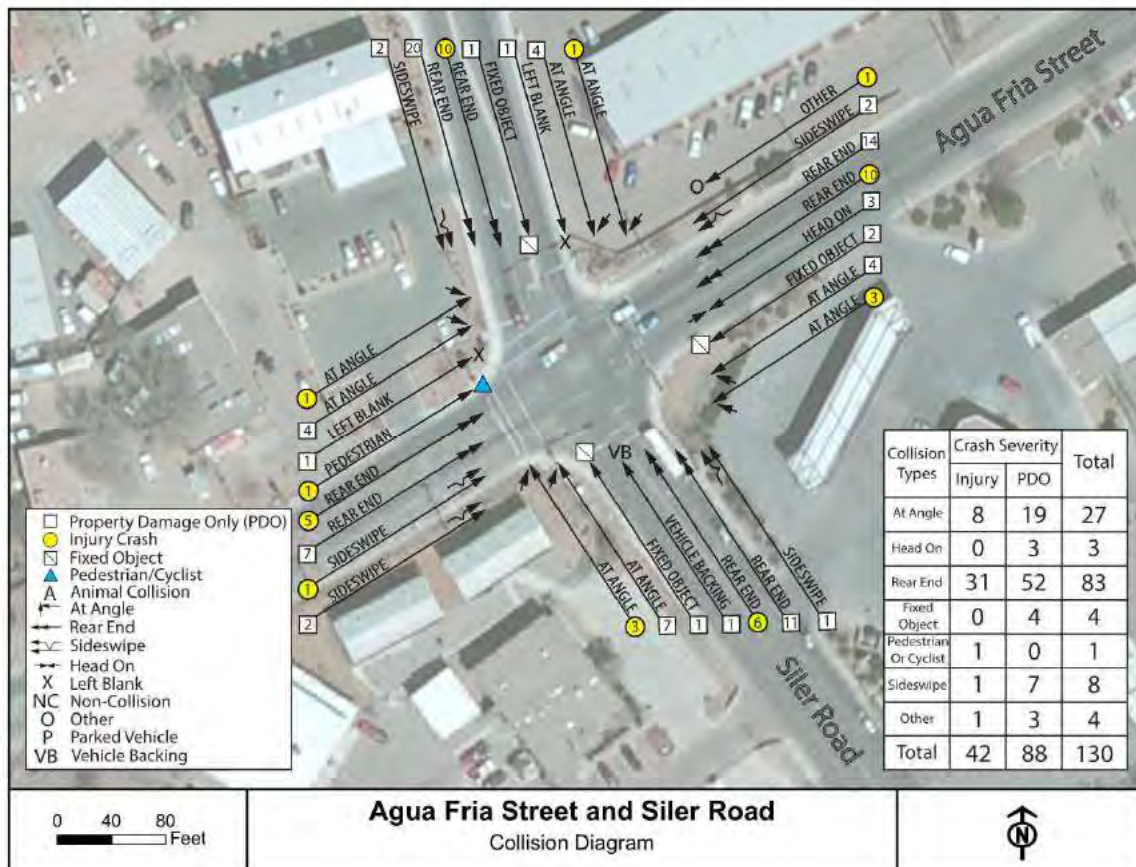 2
20
10
1
1
4
1
SIDESWIPE
REAR END
REAR END
FIXED OBJECT
LEFT BLANK
AT ANGLE
AT ANGLE
X
OTHER 1
SIDESWIPE 2
REAR END 14
REAR END 10
HEAD ON 3
FIXED OBJECT 2
AT ANGLE 4
AT ANGLE 3
O
Agua Fria Street
AT ANGLE
1
AT ANGLE
4
LEFT BLANK
1
PEDESTRIAN
1
REAR END
5
REAR END
7
SIDESWIPE
1
SIDESWIPE
2
X
VB
AT ANGLE
AT ANGLE
FIXED OBJECT
VEHICLE BACKING
REAR END
REAR END
SIDESWIPE
3
7
1
1
6
11
1
Siler Road
Property Damage Only (PDO)
Injury Crash
Fixed Object
Pedestrian/Cyclist
A Animal Collision
At Angle
Rear End
Sideswipe
Head On
X Left Blank
NC Non-Collision
O Other
P Parked Vehicle
VB Vehicle Backing
Collision Types Crash Severity Total
Injury PDO
At Angle 8 19 27
Head On 0 3 3
Rear End 31 52 83
Fixed Object 0 4 4
Pedestrian Or Cyclist 1 0 1
Sideswipe 1 7 8
Other 1 3 4
Total 42 88 130
0 40 80
Feet
Agua Fria Street and Siler Road
Collision Diagram
N